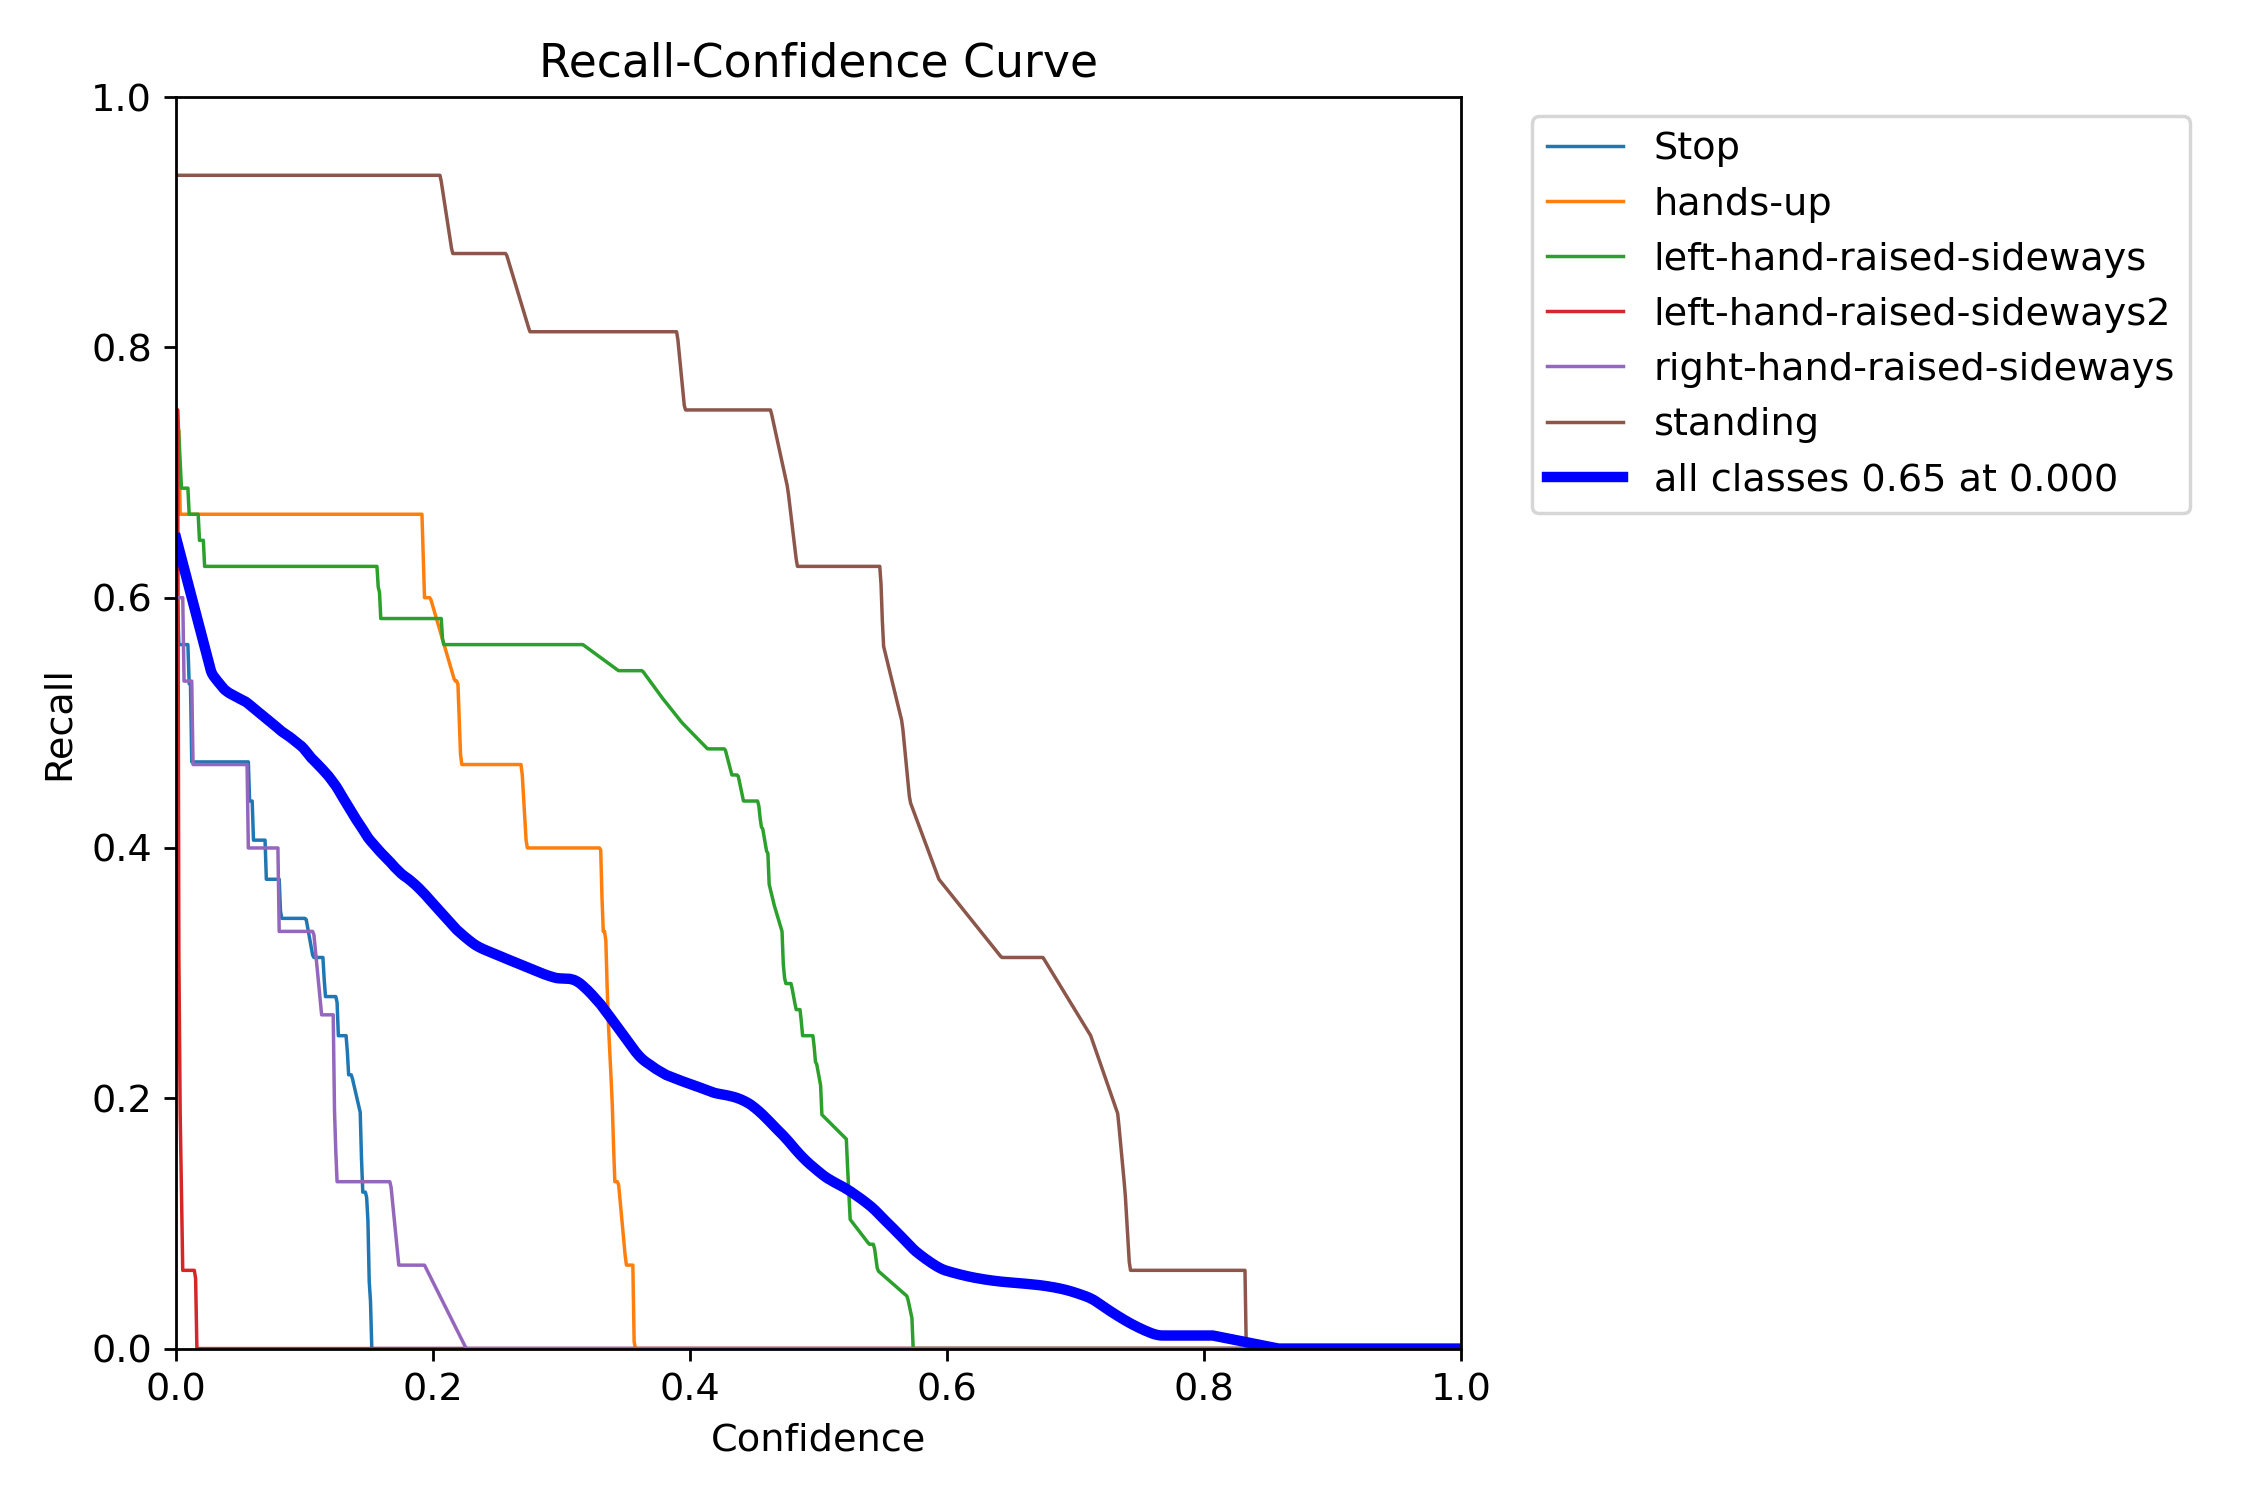 Recall-Confidence Curve
1.0
0.8
0.6
0.4
0.2
0.0
Recall
0.0 0.2 0.4 0.6 0.8 1.0
Confidence
Stop
hands-up
left-hand-raised-sideways
left-hand-raised-sideways2
right-hand-raised-sideways
standing
all classes 0.65 at 0.000